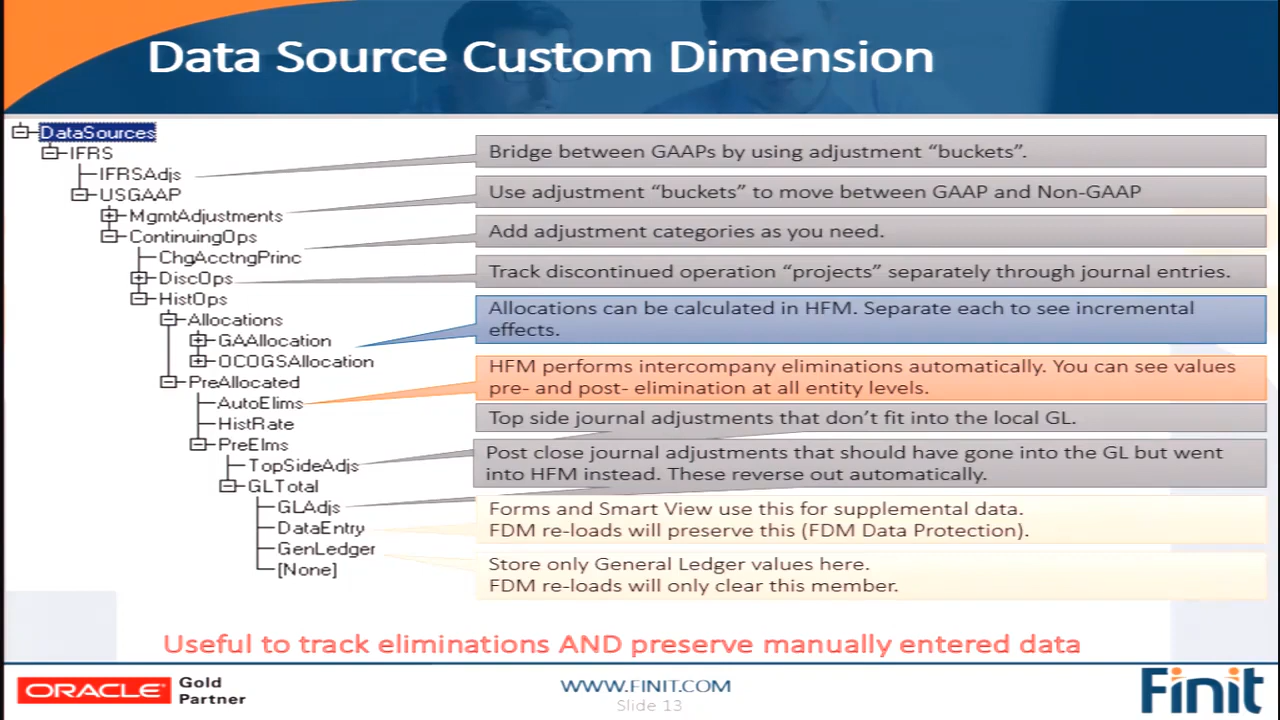 Data Source Custom Dimension
DataSources
IFRS
IFRSAdjs
USGAAP
MgmtAdjustments
ContinuingOps
ChgAcctngPrinc
DiscOps
HistOps
Allocations
GAAllocation
OCOGSAllocation
PreAllocated
AutoElims
HistRate
PreElms
TopSideAdjs
GLTotal
GLAdjs
DataEntry
GenLedger
[None]
Bridge between GAAPs by using adjustment “buckets”.
Use adjustment “buckets” to move between GAAP and Non-GAAP
Add adjustment categories as you need.
Track discontinued operation “projects” separately through journal entries.
Allocations can be calculated in HFM. Separate each to see incremental
effects.
HFM performs intercompany eliminations automatically. You can see values
pre- and post- elimination at all entity levels.
Top side journal adjustments that don’t fit into the local GL.
Post close journal adjustments that should have gone into the GL but went
into HFM instead. These reverse out automatically.
Forms and Smart View use this for supplemental data.
FDM re-loads will preserve this (FDM Data Protection).
Store only General Ledger values here.
FDM re-loads will only clear this member.
Useful to track eliminations AND preserve manually entered data
ORACLE
Gold
Partner
WWW.FINIT.COM
Slide 13
Finit